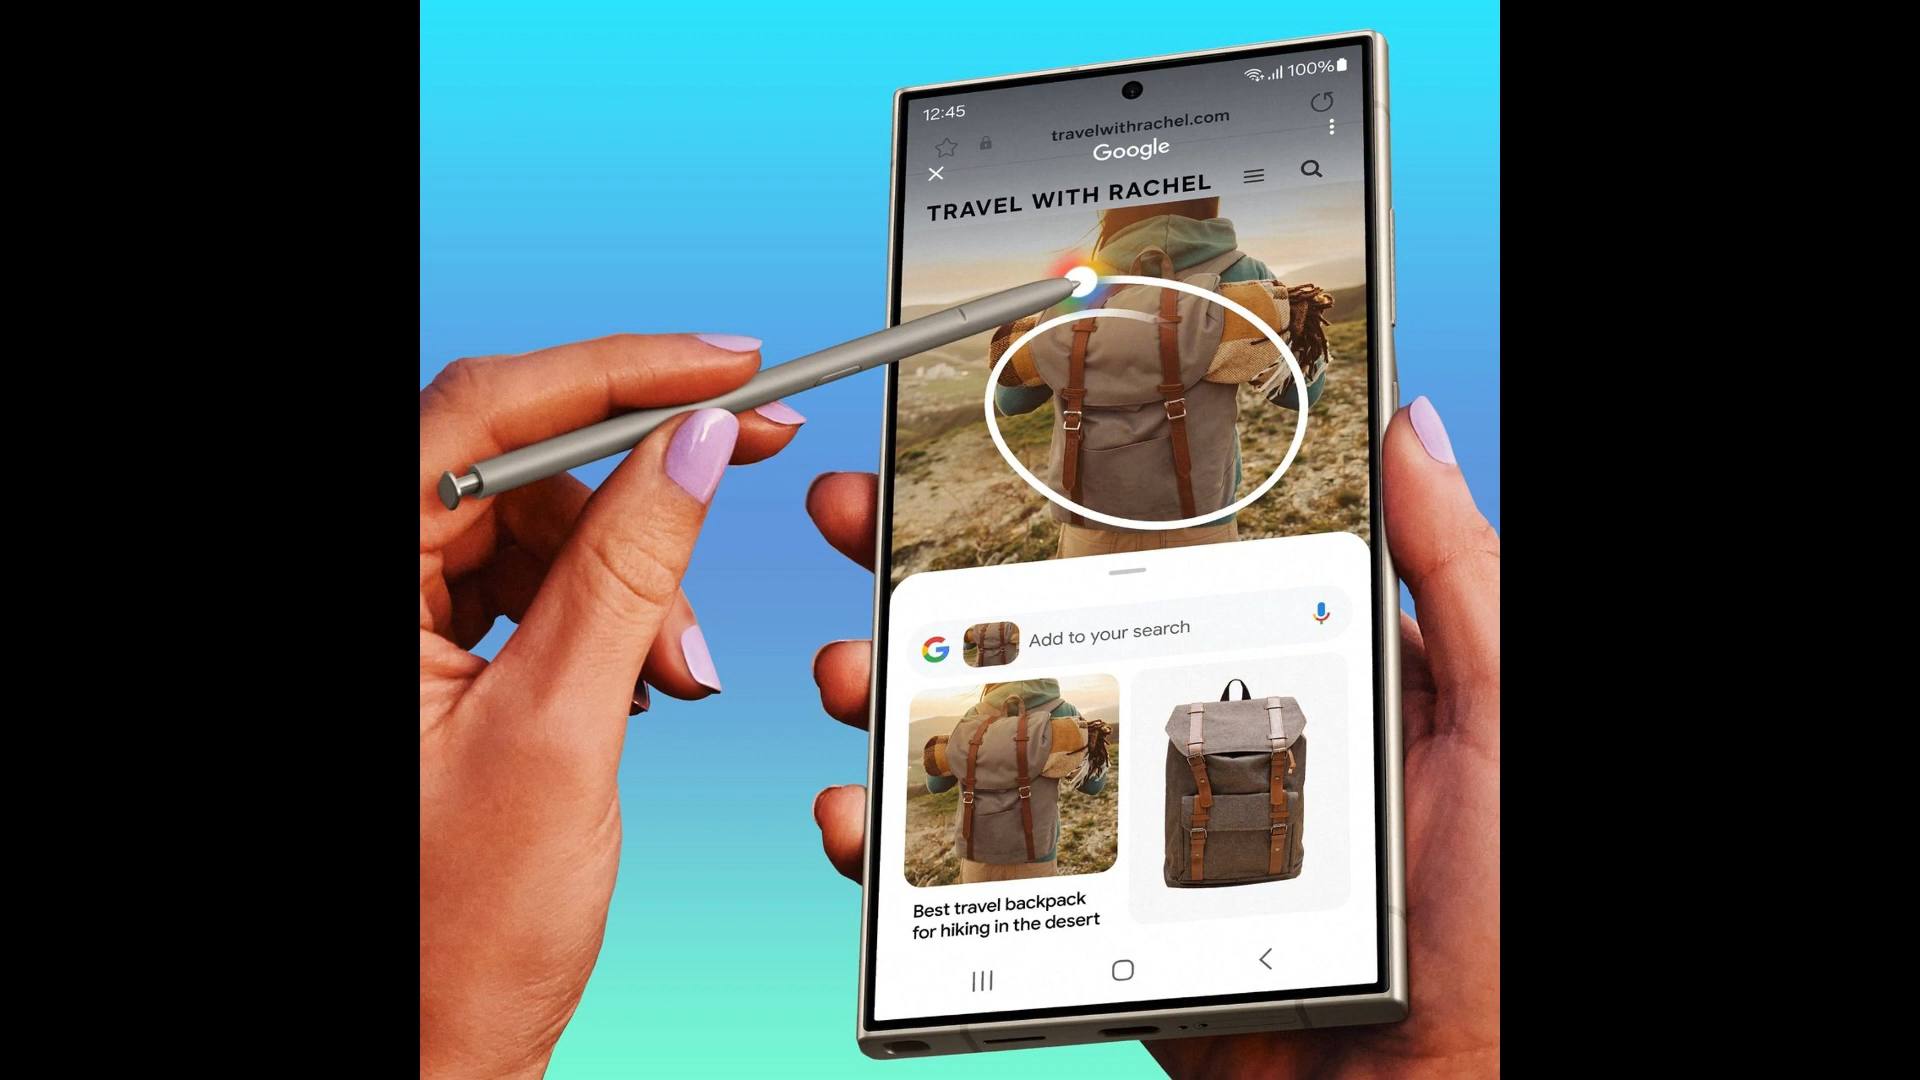 12:45
100%
travelwithrachel.com
Google
TRAVEL WITH RACHEL
Add to your search
Best travel backpack
for hiking in the desert